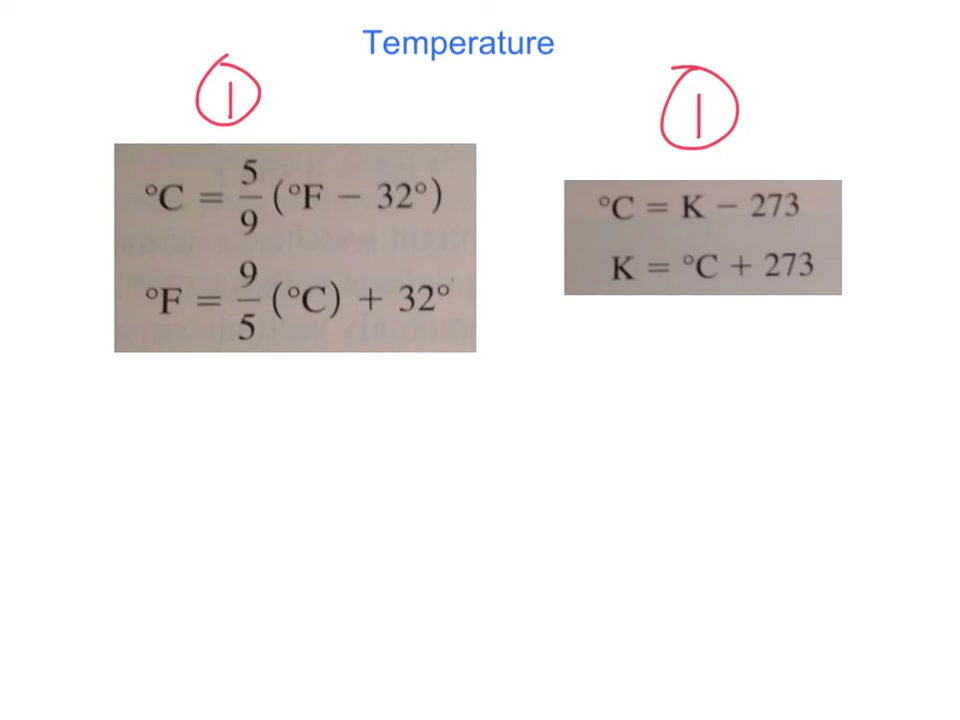 Temperature
1
1
°C = 5/9 (°F − 32°)
°F = 9/5 (°C) + 32°
°C = K − 273
K = °C + 273